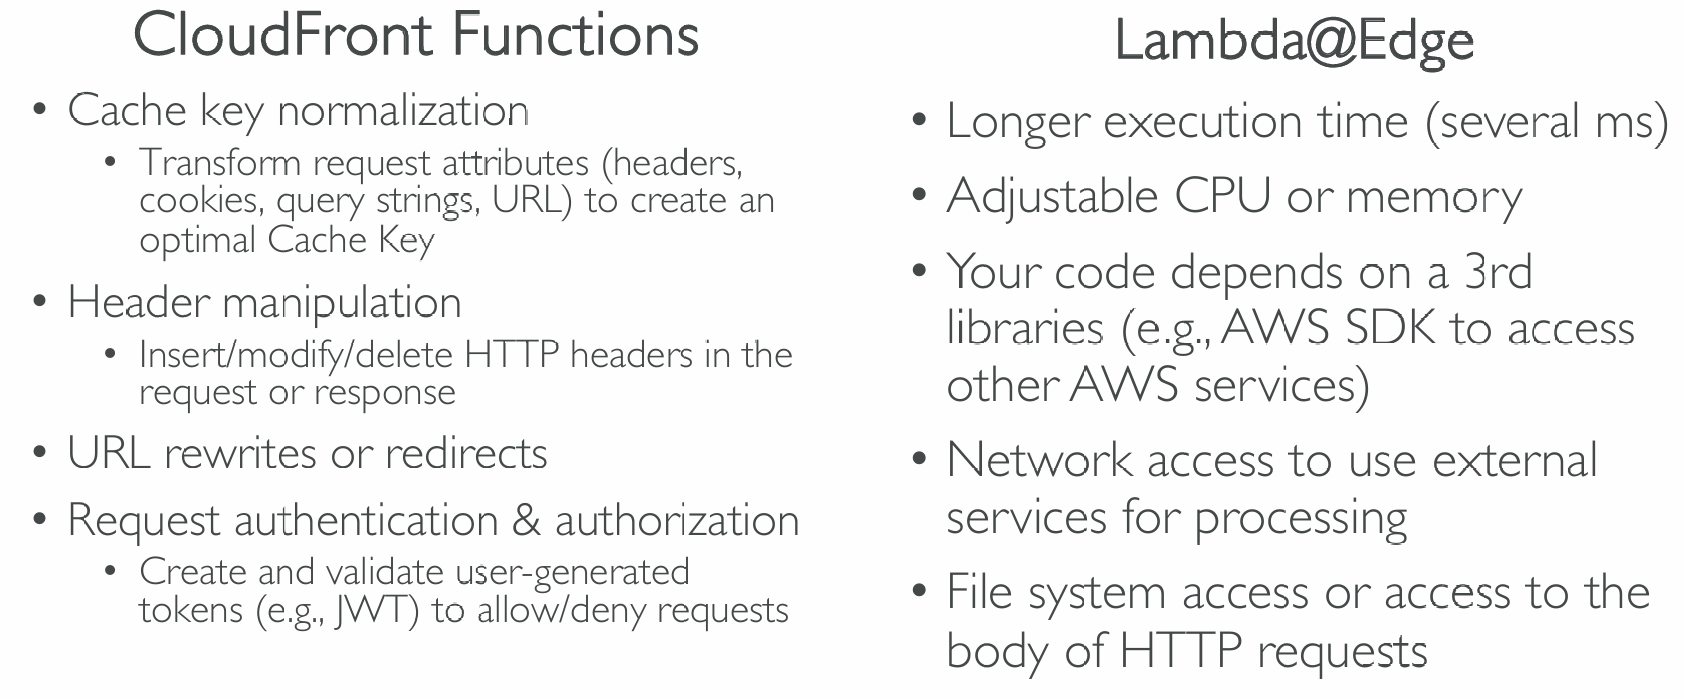 CloudFront Functions
• Cache key normalization
• Transform request attributes (headers,
cookies, query strings, URL) to create an
optimal Cache Key
• Header manipulation
• Insert/modify/delete HTTP headers in the
request or response
• URL rewrites or redirects
• Request authentication & authorization
• Create and validate user-generated
tokens (e.g., JWT) to allow/deny requests
Lambda@Edge
• Longer execution time (several ms)
• Adjustable CPU or memory
• Your code depends on a 3rd
libraries (e.g., AWS SDK to access
other AWS services)
• Network access to use external
services for processing
• File system access or access to the
body of HTTP requests